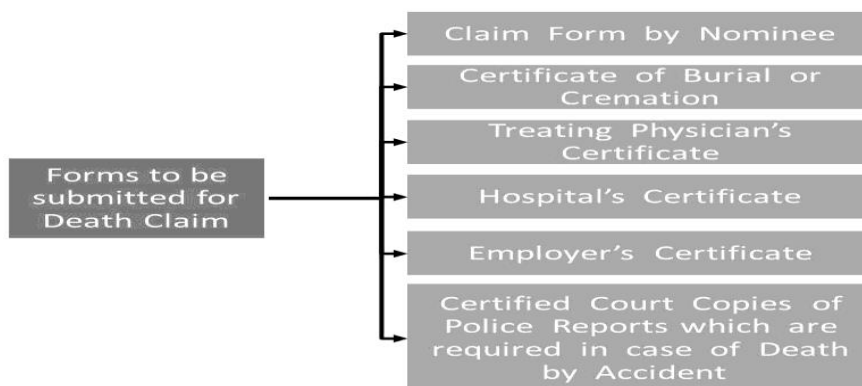 Forms to be
submitted for
Death Claim
Claim Form by Nominee
Certificate of Burial or
Cremation
Treating Physician's
Certificate
Hospital's Certificate
Employer's Certificate
Certified Court Copies of
Police Reports which are
required in case of Death
by Accident